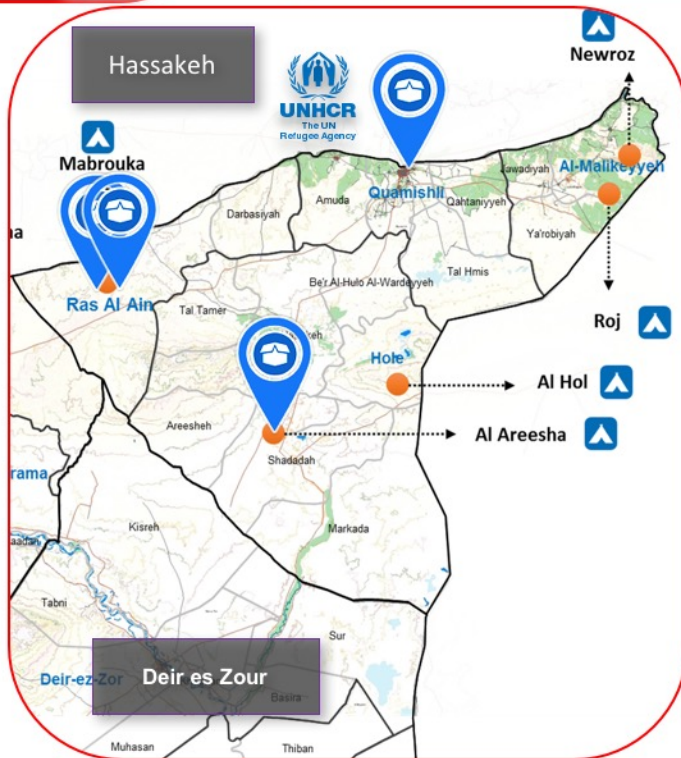 Hassakeh
UNHCR
The UN
Refugee Agency
Newroz
Mabrouka
Jawadiyah
Al-Malikeyyeh
Quamishli
Amuda
Qahtaniyyeh
Darbasiyah
Ya'robiyah
Tal Hmis
Be'r Al-Hulo Al-Wardeyyeh
Ras Al Ain
Tal Tamer
Roj
Hole
Al Hol
Areesheh
Al Areesha
Shadadah
Kisreh
Markada
Tabni
Sur
Deir-ez-Zor
Deir es Zour
Basira
Muhasan
Thiban